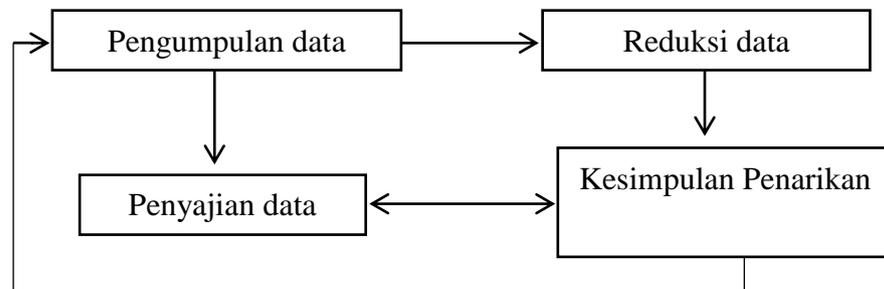 Pengumpulan data
Reduksi data
Penyajian data
Kesimpulan Penarikan